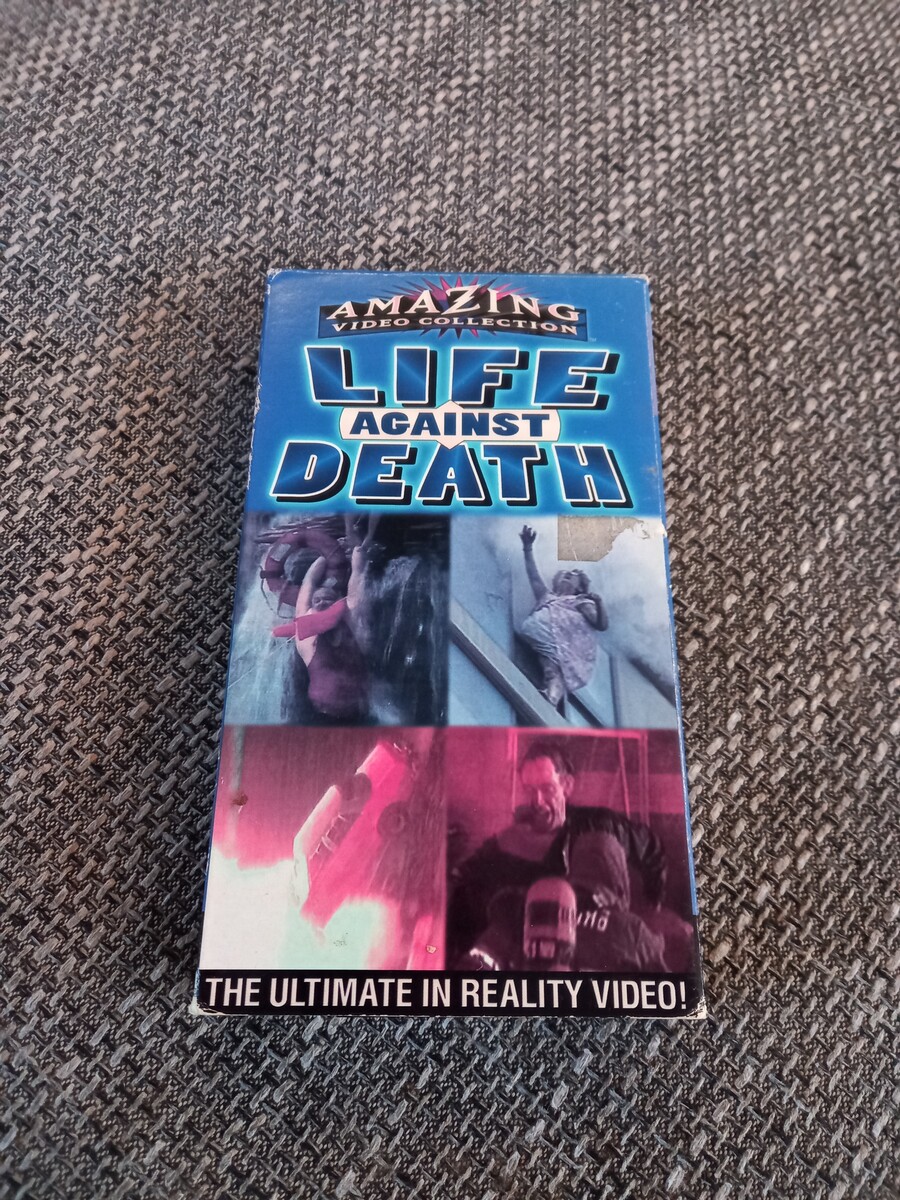 AMAZING
VIDEO COLLECTION
LIFE
AGAINST
DEATH
THE ULTIMATE IN REALITY VIDEO!